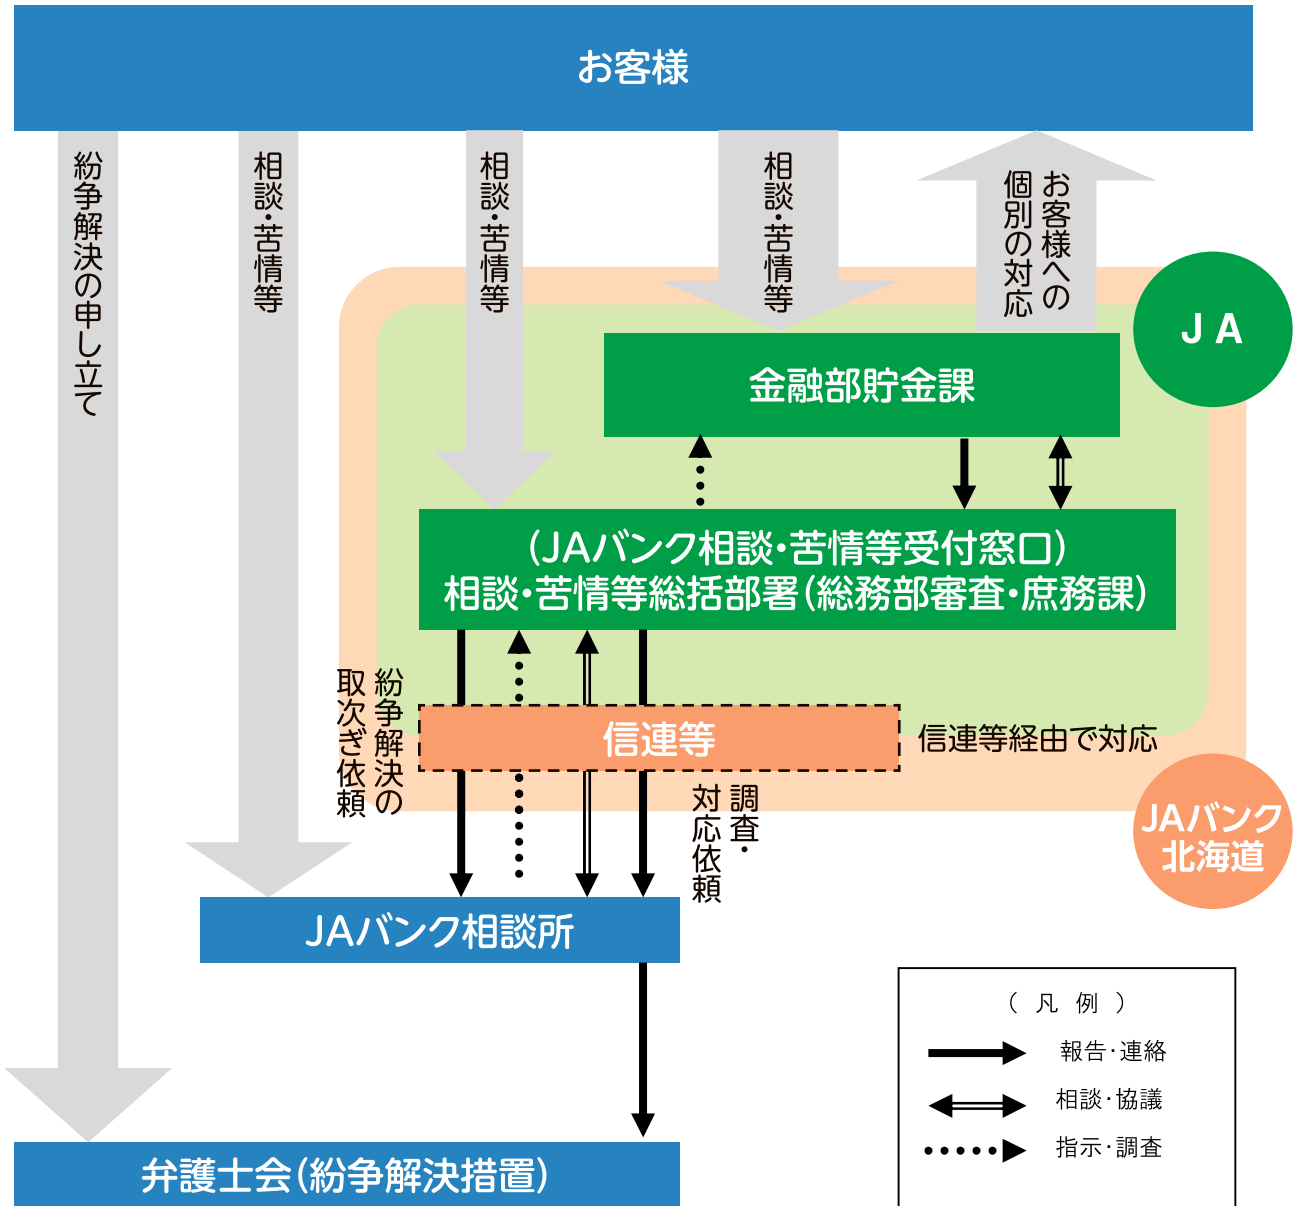 お客様
紛争解決の申し立て
相談・苦情等
相談・苦情等
相談・苦情等
お客様への
個別の対応
JA
金融部貯金課
(JAバンク相談・苦情等受付窓口)
相談・苦情等総括部署(総務部審査・庶務課)
紛争解決の
取次ぎ依頼
信連等
信連等経由で対応
調査・
対応依頼
JAバンク
北海道
JAバンク相談所
弁護士会(紛争解決措置)
(凡例)
報告・連絡
相談・協議
指示・調査